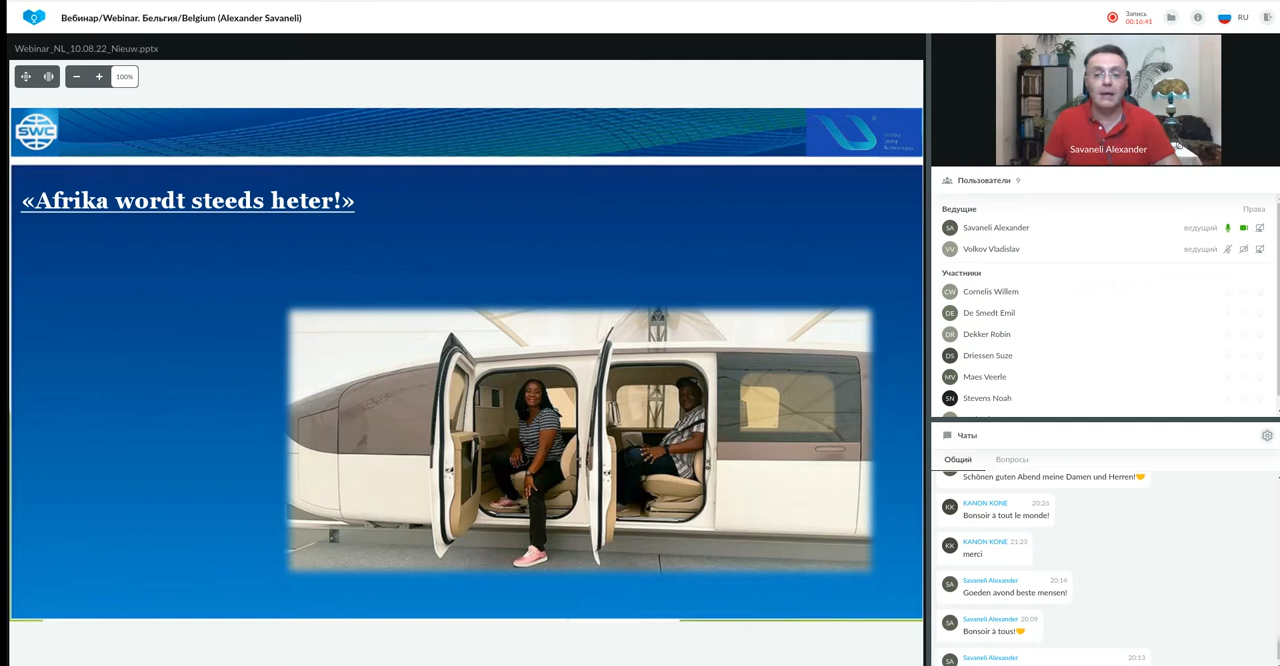 Вебинар/Webinar. Бельгия/Belgium (Alexander Savaneli)
Запись
00:16:41
RU
Webinar_NL_10.08.22_Nieuw.pptx
100%
SWC
«Afrika wordt steeds heter!»
Savaneli Alexander
Пользователи 9
Ведущие Права
SA Savaneli Alexander ведущий
VV Volkov Vladislav ведущий
Участники
CW Cornelis Willem
DE De Smedt Emil
DR Dekker Robin
DS Driessen Suze
MV Maes Veerle
SN Stevens Noah
Чаты
Общий Вопросы
Schönen guten Abend meine Damen und Herren!
KK KANON KONE 20:26
Bonsoir à tout le monde!
KK KANON KONE 21:23
merci
SA Savaneli Alexander 20:14
Goeden avond beste mensen!
SA Savaneli Alexander 20:09
Bonsoir à tous!
SA Savaneli Alexander 20:13